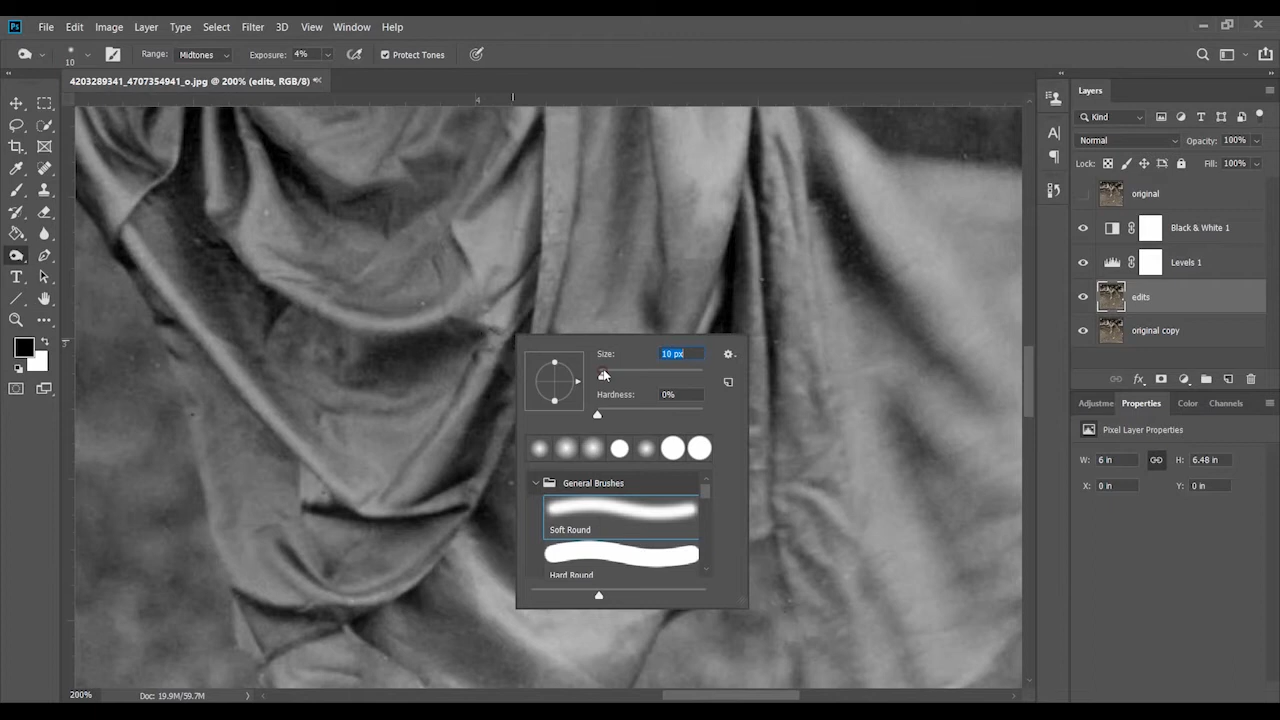 Ps File Edit Image Layer Type Select Filter 3D View Window Help
10 Range: Midtones Exposure: 4% Protect Tones
4203289341_4707354941_o.jpg @ 200% (edits, RGB/8)
4
3
Size: 10 px
Hardness: 0%
General Brushes
Soft Round
Hard Round
Layers
Kind
Normal Opacity: 100%
Lock: Fill: 100%
original
Black & White 1
Levels 1
edits
original copy
Adjustme Properties Color Channels
Pixel Layer Properties
W: 6 in H: 6.48 in
X: 0 in Y: 0 in
200% Doc: 19.9M/59.7M